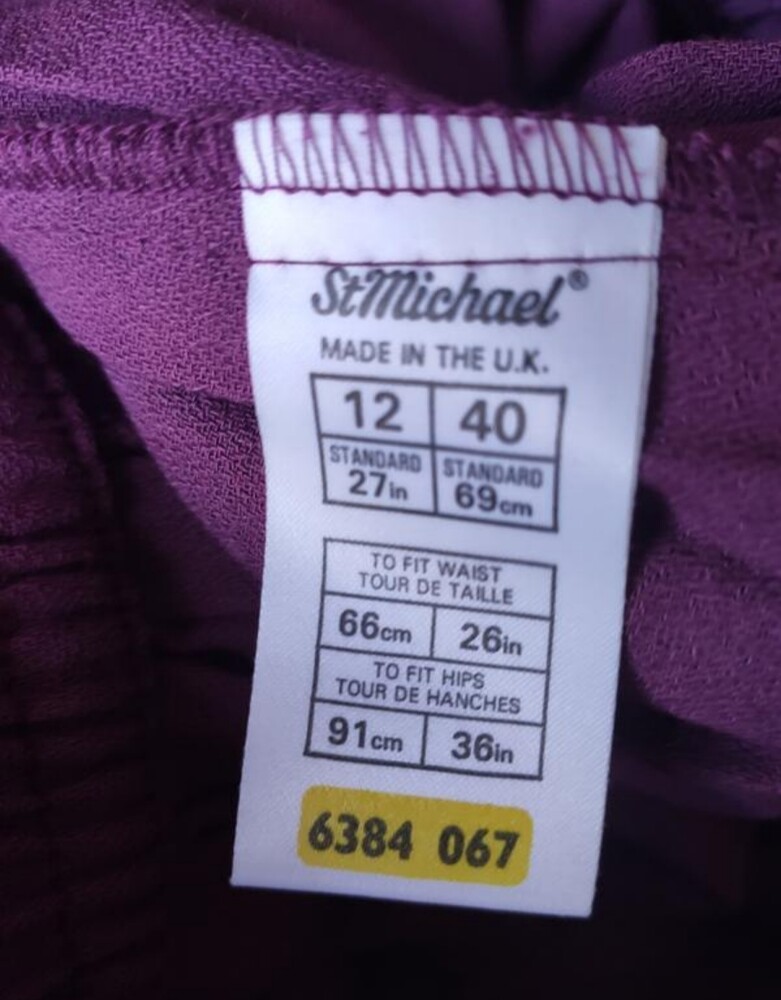 StMichael®
MADE IN THE U.K.
12 40
STANDARD STANDARD
27in 69cm
TO FIT WAIST
TOUR DE TAILLE
66cm 26in
TO FIT HIPS
TOUR DE HANCHES
91cm 36in
6384 067